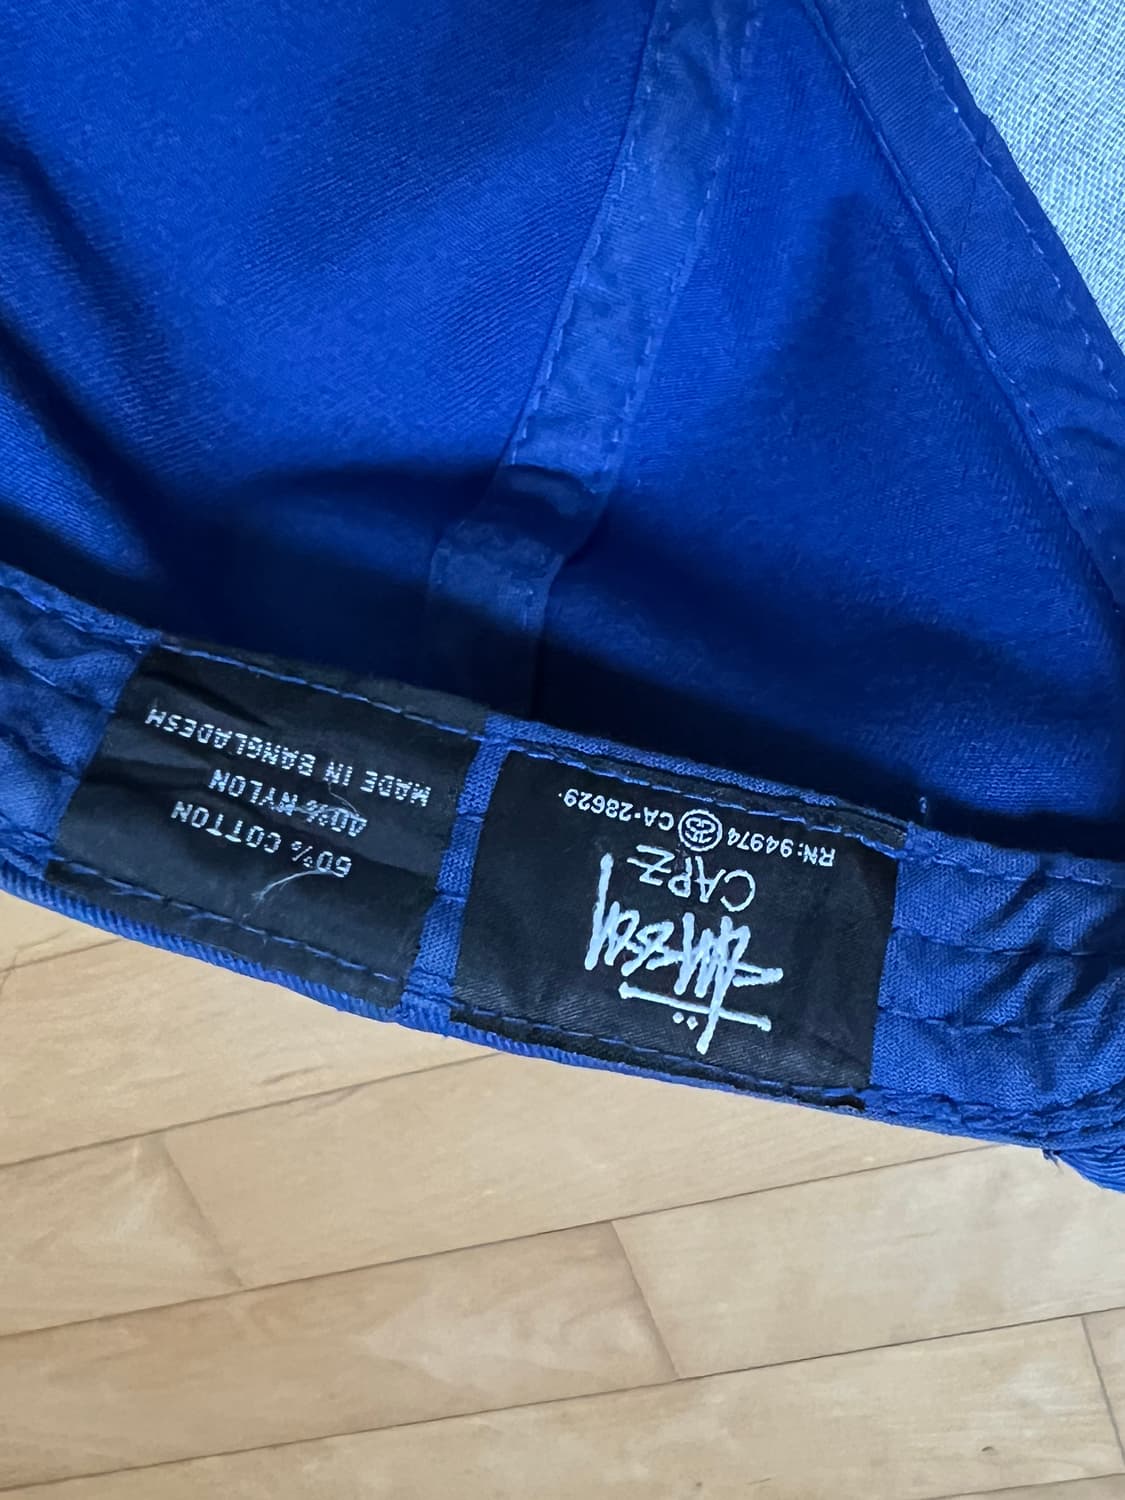 Stüssy
CAPZ
RN: 94974 CA-28629
60% COTTON
40% NYLON
MADE IN BANGLADESH